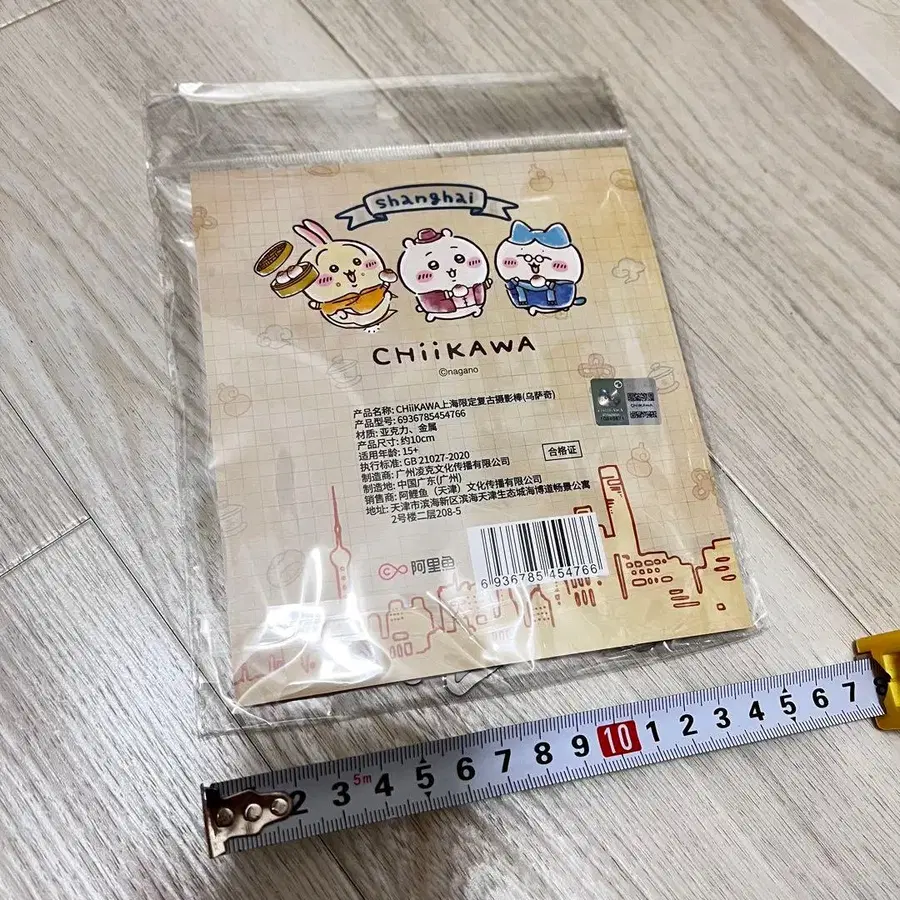 shanghai
CHiiKAWA
©nagano
产品名称: CHiiKAWA上海限定复古摄影棒(乌萨奇)
产品型号: 6936785454766
材质: 亚克力、金属
产品尺寸: 约10cm
适用年龄: 15+
执行标准: GB 21027-2020
合格证
制造商: 广州凌克文化传播有限公司
制造地: 中国广东(广州)
销售商: 阿鲤鱼（天津）文化传播有限公司
地址: 天津市滨海新区滨海天津生态城海博道畅景公寓
2号楼二层208-5
阿里鱼
6 936785 454766
2 3 5m 4 5 6 7 8 9 10 1 2 3 4 5 6 7